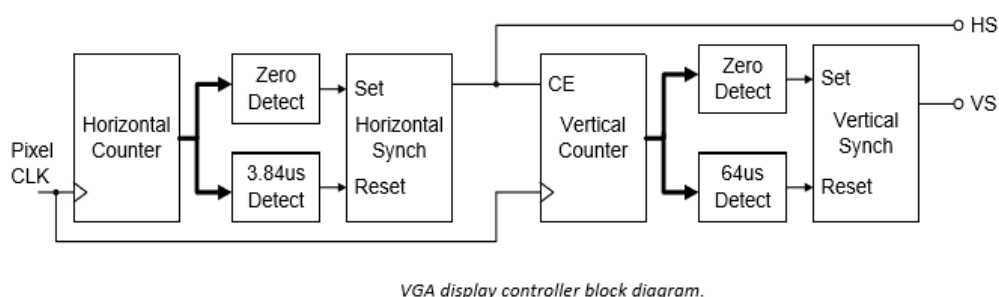 HS
Zero
Detect
Set
Horizontal
Counter
Horizontal
Synch
Pixel
CLK
3.84us
Detect
Reset
CE
Vertical
Counter
Zero
Detect
Set
VS
Vertical
Synch
64us
Detect
Reset
VGA display controller block diagram.